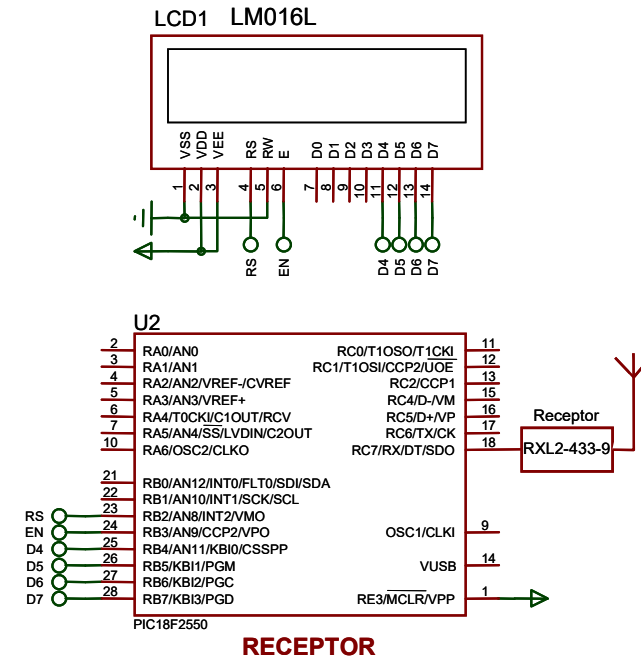 LCD1 LM016L
VSS VDD VEE RS RW E D0 D1 D2 D3 D4 D5 D6 D7
1 2 3 4 5 6 7 8 9 10 11 12 13 14
RS EN D4 D5 D6 D7
U2
2 RA0/AN0 RC0/T1OSO/T1CKI 11
3 RA1/AN1 RC1/T1OSI/CCP2/UOE 12
4 RA2/AN2/VREF-/CVREF RC2/CCP1 13
5 RA3/AN3/VREF+ RC4/D-/VM 15
6 RA4/T0CKI/C1OUT/RCV RC5/D+/VP 16
7 RA5/AN4/SS/LVDIN/C2OUT RC6/TX/CK 17
10 RA6/OSC2/CLKO RC7/RX/DT/SDO 18
Receptor
RXL2-433-9
21 RB0/AN12/INT0/FLT0/SDI/SDA
22 RB1/AN10/INT1/SCK/SCL
RS 23 RB2/AN8/INT2/VMO
EN 24 RB3/AN9/CCP2/VPO OSC1/CLKI 9
D4 25 RB4/AN11/KBI0/CSSPP
D5 26 RB5/KBI1/PGM VUSB 14
D6 27 RB6/KBI2/PGC
D7 28 RB7/KBI3/PGD RE3/MCLR/VPP 1
PIC18F2550
RECEPTOR